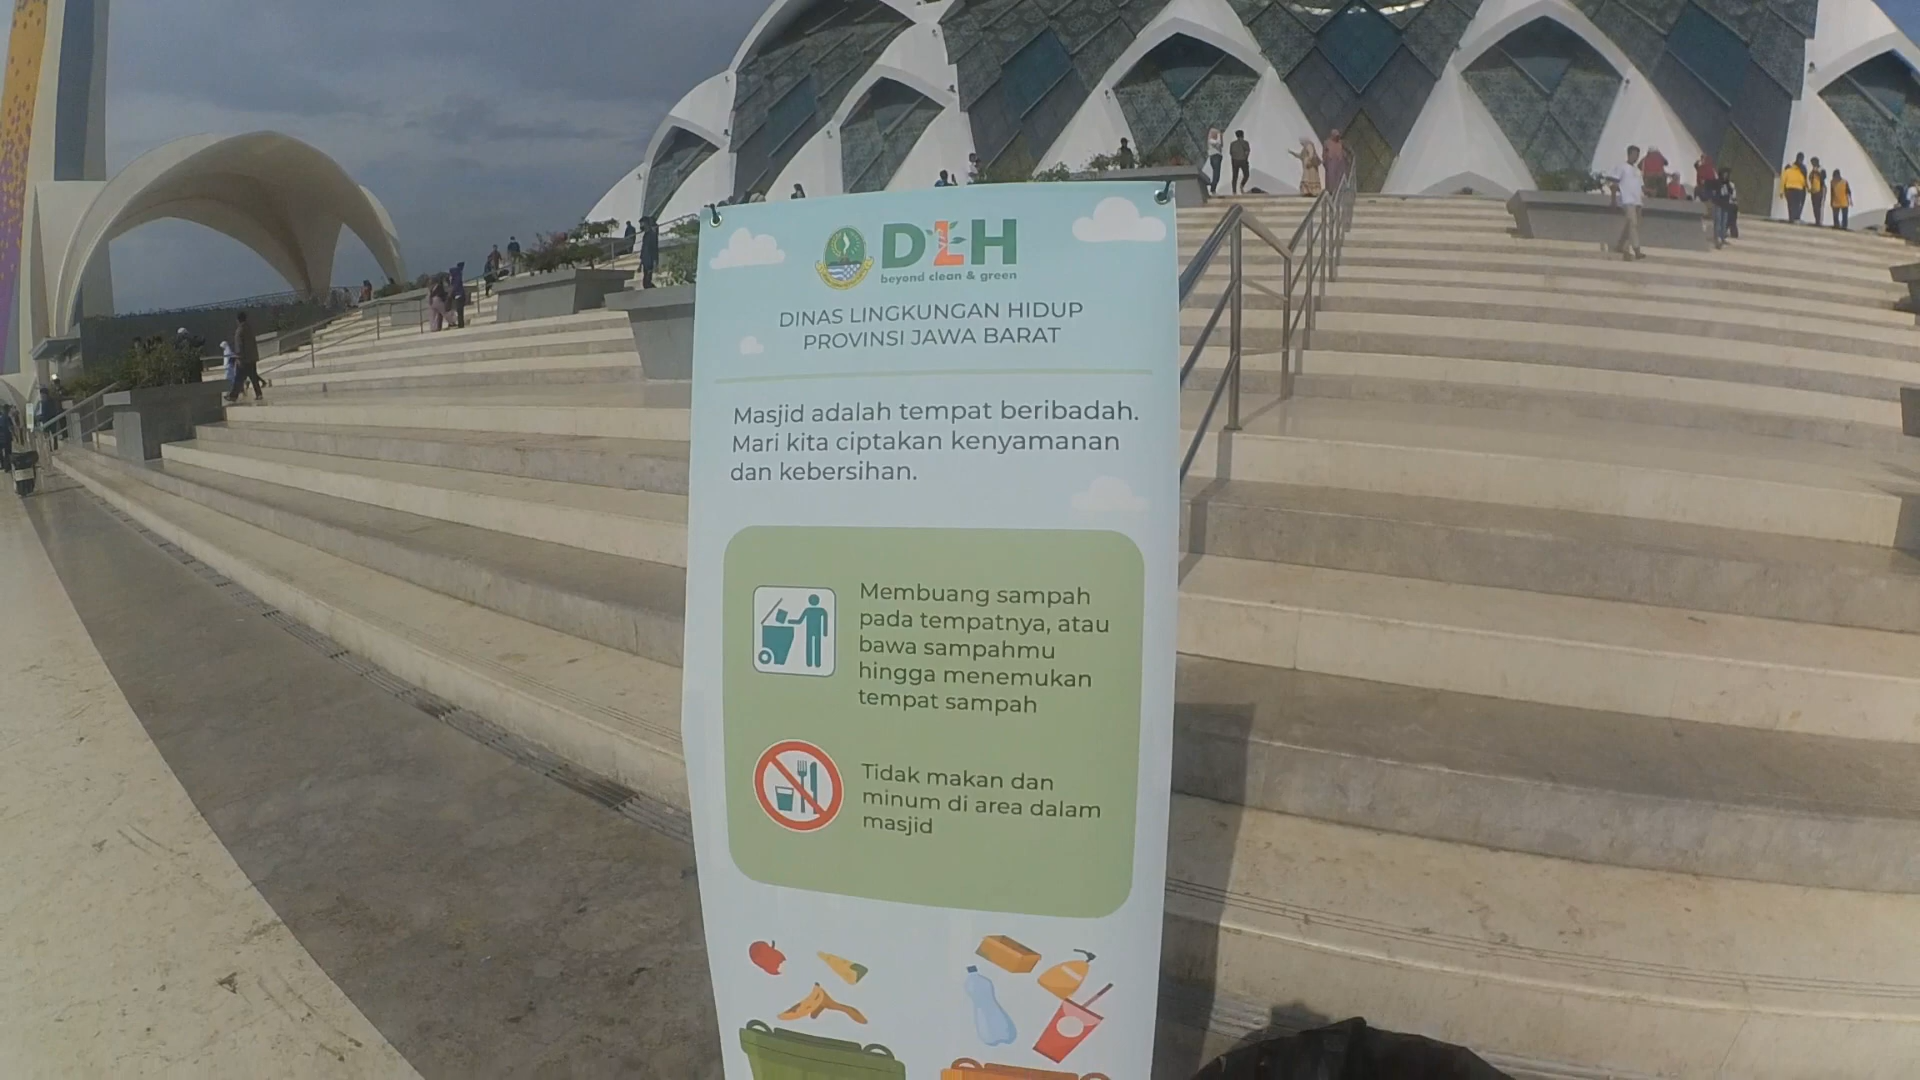 DLH
beyond clean & green
DINAS LINGKUNGAN HIDUP
PROVINSI JAWA BARAT
Masjid adalah tempat beribadah.
Mari kita ciptakan kenyamanan
dan kebersihan.
Membuang sampah
pada tempatnya, atau
bawa sampahmu
hingga menemukan
tempat sampah
Tidak makan dan
minum di area dalam
masjid